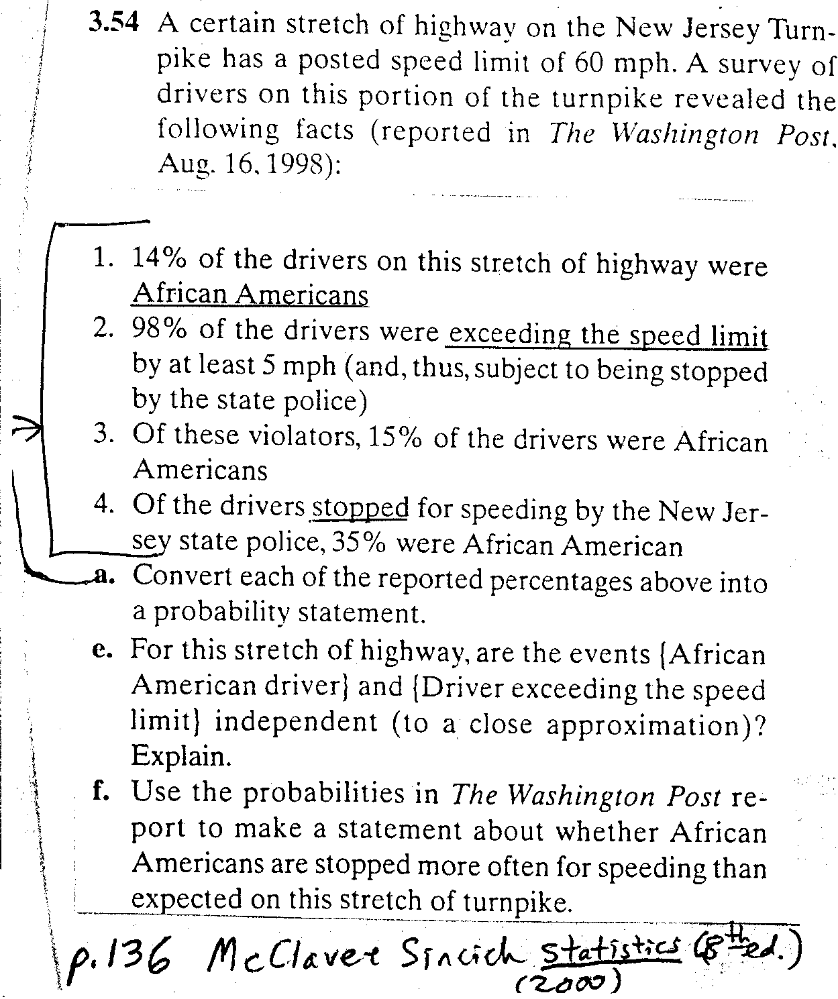 3.54 A certain stretch of highway on the New Jersey Turn-
pike has a posted speed limit of 60 mph. A survey of
drivers on this portion of the turnpike revealed the
following facts (reported in The Washington Post,
Aug. 16, 1998):
1. 14% of the drivers on this stretch of highway were
African Americans
2. 98% of the drivers were exceeding the speed limit
by at least 5 mph (and, thus, subject to being stopped
by the state police)
3. Of these violators, 15% of the drivers were African
Americans
4. Of the drivers stopped for speeding by the New Jer-
sey state police, 35% were African American
a. Convert each of the reported percentages above into
a probability statement.
e. For this stretch of highway, are the events {African
American driver} and {Driver exceeding the speed
limit} independent (to a close approximation)?
Explain.
f. Use the probabilities in The Washington Post re-
port to make a statement about whether African
Americans are stopped more often for speeding than
expected on this stretch of turnpike.
p.136 McClave+ Sincich Statistics (8th ed.)
(2000)